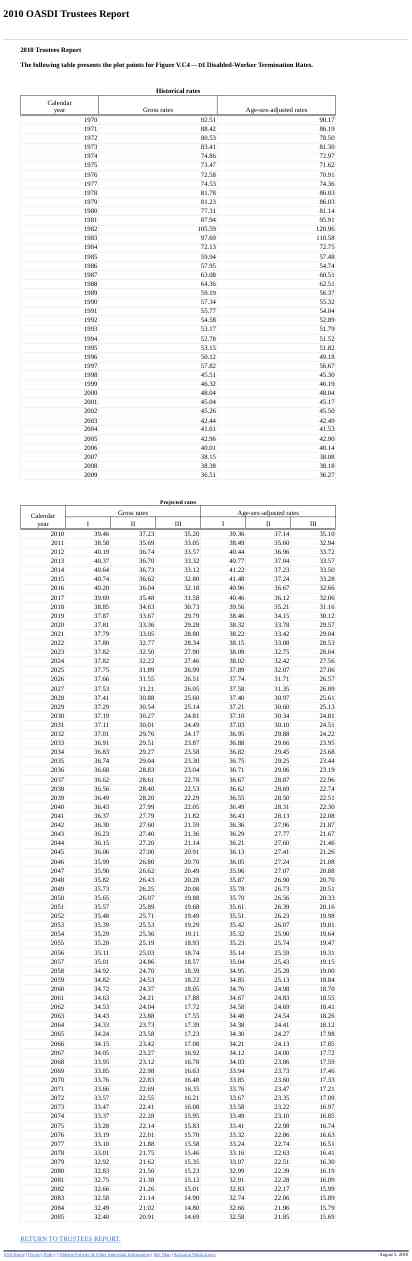 2010 OASDI Trustees Report
2010 Trustees Report
The following table presents the plot points for Figure V.C4 — DI Disabled-Worker Termination Rates.
Historical rates
Calendar year Gross rates Age-sex-adjusted rates
1970 92.51 90.17
1971 88.42 86.19
1972 80.53 78.50
1973 83.41 81.30
1974 74.86 72.97
1975 73.47 71.62
1976 72.58 70.91
1977 74.53 74.36
1978 81.78 86.03
1979 81.23 86.03
1980 77.31 81.14
1981 87.94 95.91
1982 105.59 120.96
1983 97.69 110.58
1984 72.13 72.75
1985 59.94 57.48
1986 57.95 54.74
1987 63.08 60.51
1988 64.36 62.51
1989 59.19 56.37
1990 57.34 55.32
1991 55.77 54.04
1992 54.58 52.89
1993 53.17 51.79
1994 52.78 51.52
1995 53.15 51.82
1996 50.12 49.18
1997 57.82 56.67
1998 45.51 45.30
1999 46.32 46.19
2000 48.04 48.04
2001 45.04 45.17
2002 45.26 45.50
2003 42.44 42.49
2004 41.61 41.53
2005 42.96 42.90
2006 40.01 40.14
2007 38.15 38.08
2008 38.38 38.18
2009 36.51 36.27
Projected rates
Calendar year Gross rates Age-sex-adjusted rates
I II III I II III
2010 39.46 37.23 35.20 39.36 37.14 35.10
2011 38.58 35.69 33.05 38.49 35.60 32.94
2012 40.19 36.74 33.57 40.44 36.96 33.72
2013 40.37 36.70 33.32 40.77 37.04 33.57
2014 40.64 36.73 33.12 41.22 37.23 33.50
2015 40.74 36.62 32.80 41.48 37.24 33.28
2016 40.20 36.04 32.10 40.96 36.67 32.66
2017 39.69 35.48 31.58 40.46 36.12 32.06
2018 38.85 34.63 30.73 39.56 35.21 31.16
2019 37.87 33.67 29.79 38.46 34.15 30.12
2020 37.81 33.36 29.28 38.32 33.78 29.57
2021 37.79 33.05 28.80 38.22 33.42 29.04
2022 37.80 32.77 28.34 38.15 33.08 28.53
2023 37.82 32.50 27.90 38.09 32.75 28.04
2024 37.82 32.22 27.46 38.02 32.42 27.56
2025 37.75 31.89 26.99 37.89 32.07 27.06
2026 37.66 31.55 26.51 37.74 31.71 26.57
2027 37.53 31.21 26.05 37.58 31.35 26.09
2028 37.41 30.88 25.60 37.40 30.97 25.61
2029 37.29 30.54 25.14 37.21 30.60 25.13
2030 37.19 30.27 24.81 37.10 30.34 24.81
2031 37.11 30.01 24.49 37.03 30.10 24.51
2032 37.01 29.76 24.17 36.95 29.88 24.22
2033 36.91 29.51 23.87 36.88 29.66 23.95
2034 36.83 29.27 23.58 36.82 29.45 23.68
2035 36.74 29.04 23.30 36.75 29.25 23.44
2036 36.68 28.83 23.04 36.71 29.06 23.19
2037 36.62 28.61 22.78 36.67 28.87 22.96
2038 36.56 28.40 22.53 36.62 28.69 22.74
2039 36.49 28.20 22.29 36.55 28.50 22.51
2040 36.43 27.99 22.05 36.49 28.31 22.30
2041 36.37 27.79 21.82 36.43 28.13 22.08
2042 36.30 27.60 21.59 36.36 27.96 21.87
2043 36.23 27.40 21.36 36.29 27.77 21.67
2044 36.15 27.20 21.14 36.21 27.60 21.46
2045 36.06 27.00 20.91 36.13 27.41 21.26
2046 35.99 26.80 20.70 36.05 27.24 21.08
2047 35.90 26.62 20.49 35.96 27.07 20.88
2048 35.82 26.43 20.28 35.87 26.90 20.70
2049 35.73 26.25 20.08 35.78 26.73 20.51
2050 35.65 26.07 19.88 35.70 26.56 20.33
2051 35.57 25.89 19.68 35.61 26.39 20.16
2052 35.48 25.71 19.49 35.51 26.23 19.98
2053 35.39 25.53 19.29 35.42 26.07 19.81
2054 35.29 25.36 19.11 35.32 25.90 19.64
2055 35.20 25.19 18.93 35.23 25.74 19.47
2056 35.11 25.03 18.74 35.14 25.59 19.31
2057 35.01 24.86 18.57 35.04 25.43 19.15
2058 34.92 24.70 18.39 34.95 25.28 19.00
2059 34.82 24.53 18.22 34.85 25.13 18.84
2060 34.72 24.37 18.05 34.76 24.98 18.70
2061 34.63 24.21 17.88 34.67 24.83 18.55
2062 34.53 24.04 17.72 34.58 24.69 18.41
2063 34.43 23.88 17.55 34.48 24.54 18.26
2064 34.33 23.73 17.39 34.38 24.41 18.12
2065 34.24 23.58 17.23 34.30 24.27 17.98
2066 34.15 23.42 17.08 34.21 24.13 17.85
2067 34.05 23.27 16.92 34.12 24.00 17.72
2068 33.95 23.12 16.78 34.03 23.86 17.59
2069 33.85 22.98 16.63 33.94 23.73 17.46
2070 33.76 22.83 16.48 33.85 23.60 17.33
2071 33.66 22.69 16.35 33.76 23.47 17.21
2072 33.57 22.55 16.21 33.67 23.35 17.09
2073 33.47 22.41 16.08 33.58 23.22 16.97
2074 33.37 22.28 15.95 33.49 23.10 16.85
2075 33.28 22.14 15.83 33.41 22.98 16.74
2076 33.19 22.01 15.70 33.32 22.86 16.63
2077 33.10 21.88 15.58 33.24 22.74 16.51
2078 33.01 21.75 15.46 33.16 22.63 16.41
2079 32.92 21.62 15.35 33.07 22.51 16.30
2080 32.83 21.50 15.23 32.99 22.39 16.19
2081 32.75 21.38 15.12 32.91 22.28 16.09
2082 32.66 21.26 15.01 32.83 22.17 15.99
2083 32.58 21.14 14.90 32.74 22.06 15.89
2084 32.49 21.02 14.80 32.66 21.96 15.79
2085 32.40 20.91 14.69 32.58 21.85 15.69
RETURN TO TRUSTEES REPORT.
August 5, 2010